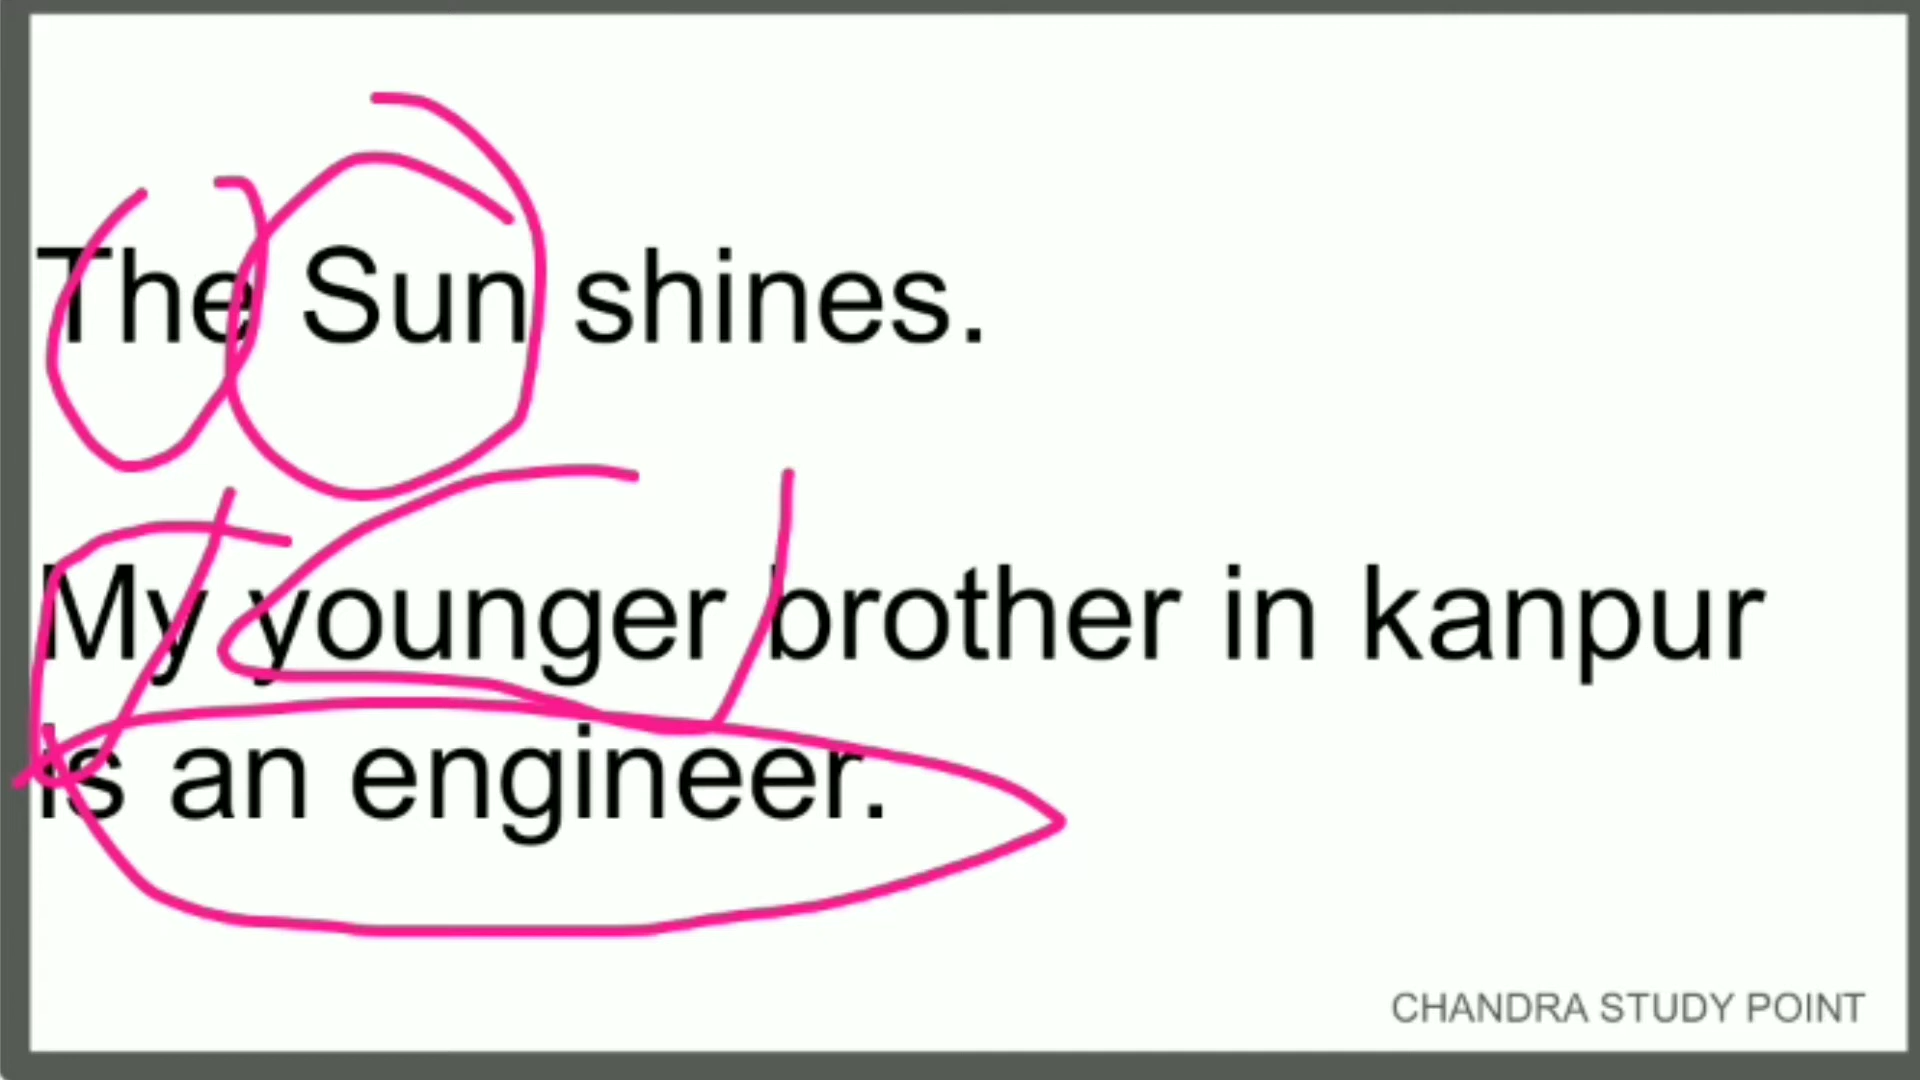 The Sun shines.
My younger brother in kanpur
is an engineer.
CHANDRA STUDY POINT